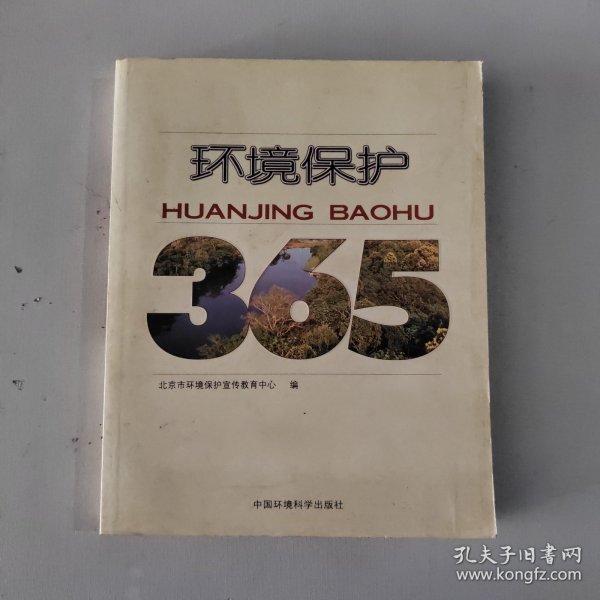 环境保护
HUANJING BAOHU
365
北京市环境保护宣传教育中心 编
中国环境科学出版社
孔夫子旧书网
www.kongfz.com